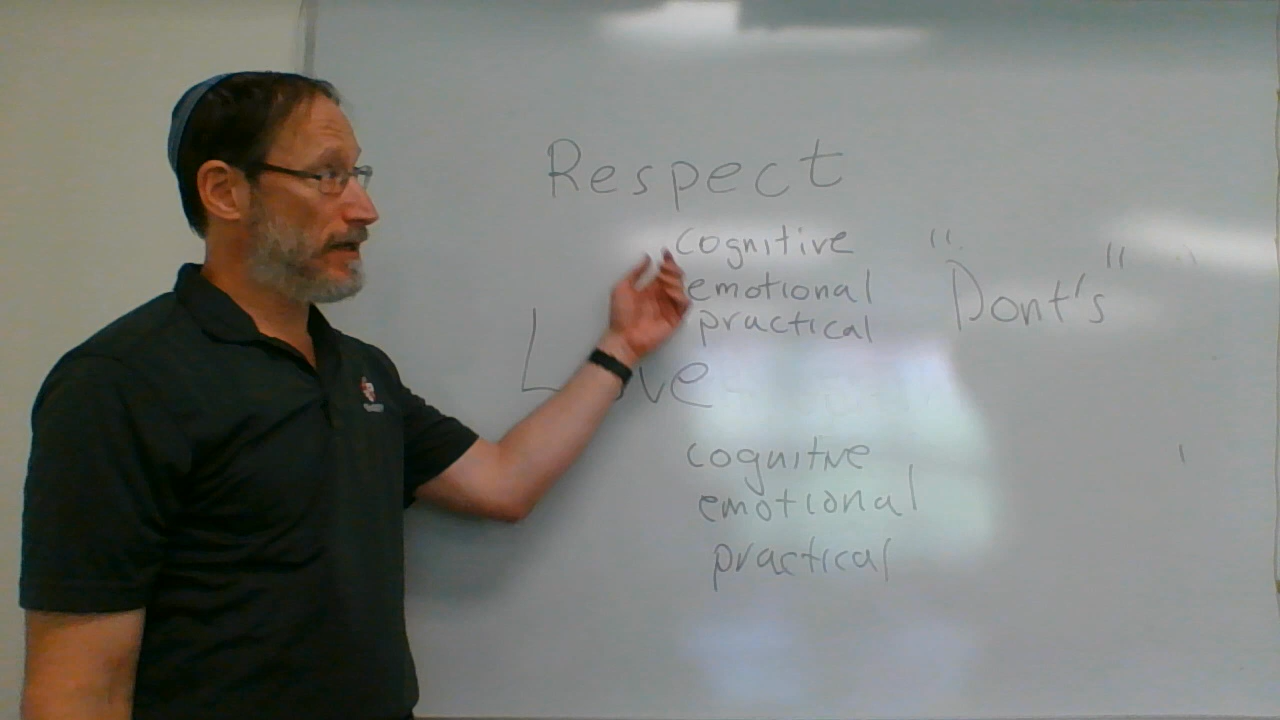 Respect
cognitive
emotional
practical
"Dont's"
Love
cognitive
emotional
practical